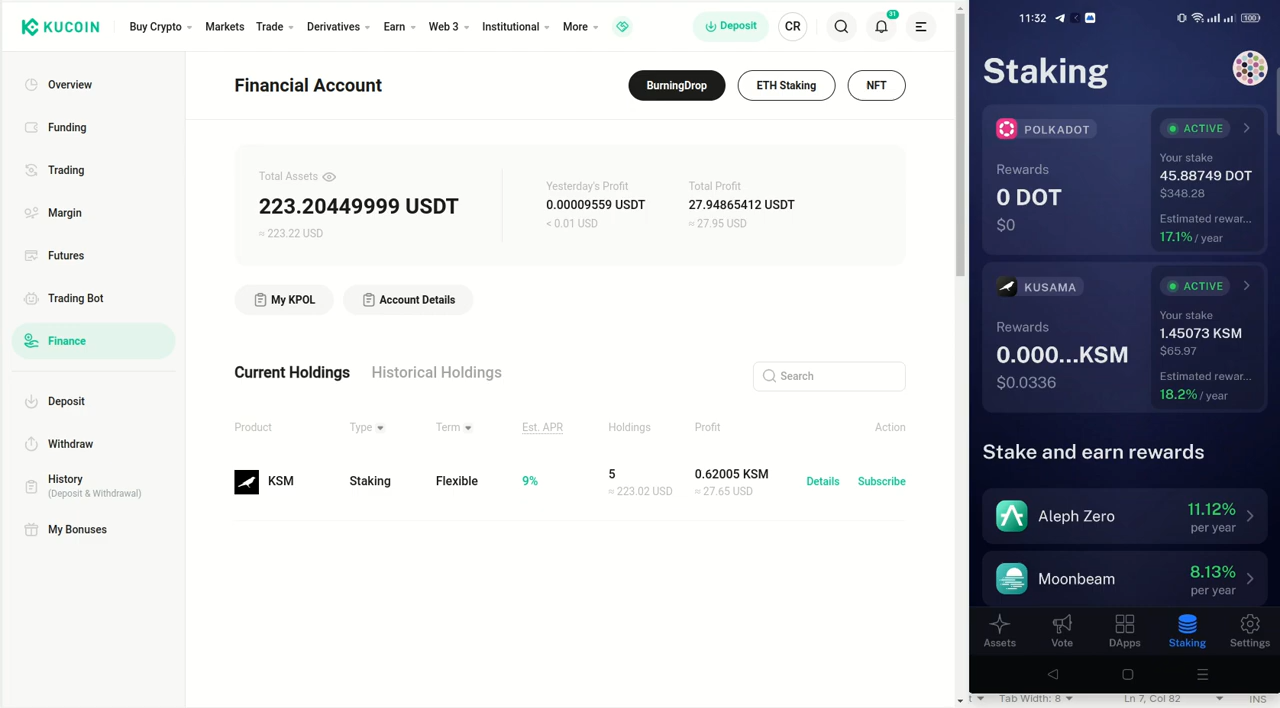 KUCOIN
Buy Crypto Markets Trade Derivatives Earn Web 3 Institutional More Deposit CR 31
Overview
Funding
Trading
Margin
Futures
Trading Bot
Finance
Deposit
Withdraw
History
(Deposit & Withdrawal)
My Bonuses
Financial Account
BurningDrop ETH Staking NFT
Total Assets
223.20449999 USDT
≈ 223.22 USD
Yesterday's Profit
0.00009559 USDT
< 0.01 USD
Total Profit
27.94865412 USDT
≈ 27.95 USD
My KPOL Account Details
Current Holdings Historical Holdings Search
Product Type Term Est. APR Holdings Profit Action
KSM Staking Flexible 9% 5 0.62005 KSM Details Subscribe
≈ 223.02 USD ≈ 27.65 USD
11:32 100
Staking
POLKADOT
Rewards
0 DOT
$0
ACTIVE
Your stake
45.88749 DOT
$348.28
Estimated rewar...
17.1% / year
KUSAMA
Rewards
0.000...KSM
$0.0336
ACTIVE
Your stake
1.45073 KSM
$65.97
Estimated rewar...
18.2% / year
Stake and earn rewards
Aleph Zero 11.12%
per year
Moonbeam 8.13%
per year
Assets Vote DApps Staking Settings
t Tab Width: 8 Ln 7, Col 82 INS